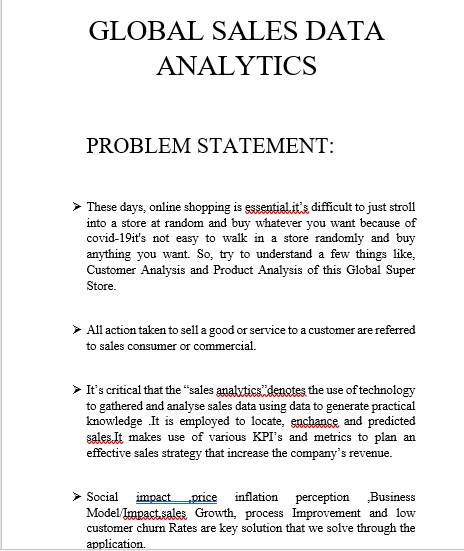 GLOBAL SALES DATA
ANALYTICS
PROBLEM STATEMENT:
➤ These days, online shopping is essential,it's difficult to just stroll
into a store at random and buy whatever you want because of
covid-19it's not easy to walk in a store randomly and buy
anything you want. So, try to understand a few things like,
Customer Analysis and Product Analysis of this Global Super
Store.
➤ All action taken to sell a good or service to a customer are referred
to sales consumer or commercial.
➤ It's critical that the “sales analytics”denotes the use of technology
to gathered and analyse sales data using data to generate practical
knowledge .It is employed to locate, enchance and predicted
sales.It makes use of various KPI's and metrics to plan an
effective sales strategy that increase the company's revenue.
➤ Social impact ,price inflation perception ,Business
Model/Impact,sales Growth, process Improvement and low
customer churn Rates are key solution that we solve through the
application.